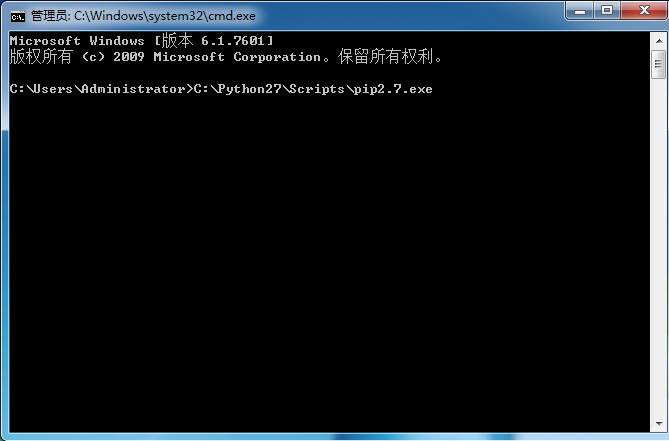 管理员: C:\Windows\system32\cmd.exe
Microsoft Windows [版本 6.1.7601]
版权所有 (c) 2009 Microsoft Corporation。保留所有权利。
C:\Users\Administrator>C:\Python27\Scripts\pip2.7.exe